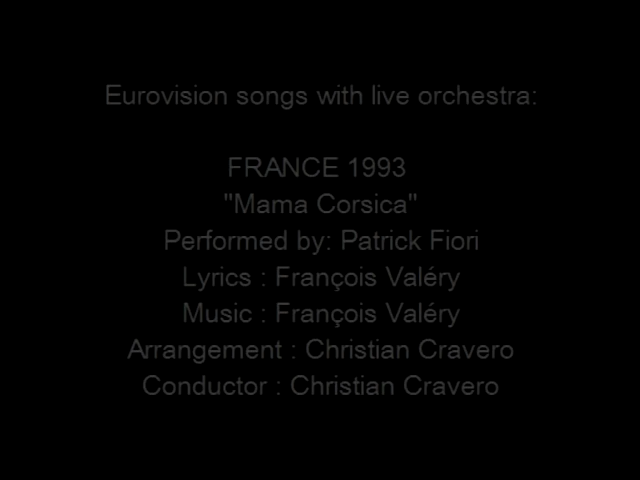 Eurovision songs with live orchestra:
FRANCE 1993
"Mama Corsica"
Performed by: Patrick Fiori
Lyrics : François Valéry
Music : François Valéry
Arrangement : Christian Cravero
Conductor : Christian Cravero